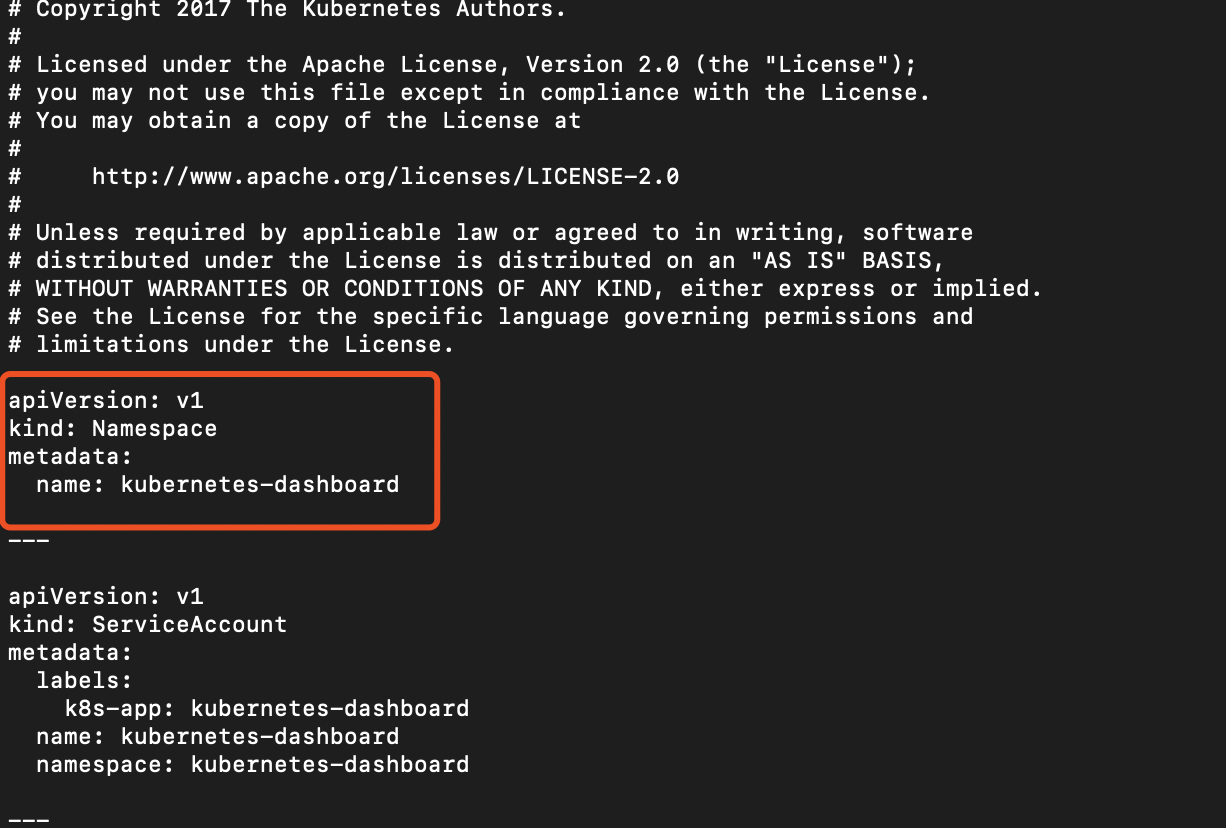 # Copyright 2017 The Kubernetes Authors.
#
# Licensed under the Apache License, Version 2.0 (the "License");
# you may not use this file except in compliance with the License.
# You may obtain a copy of the License at
#
#     http://www.apache.org/licenses/LICENSE-2.0
#
# Unless required by applicable law or agreed to in writing, software
# distributed under the License is distributed on an "AS IS" BASIS,
# WITHOUT WARRANTIES OR CONDITIONS OF ANY KIND, either express or implied.
# See the License for the specific language governing permissions and
# limitations under the License.

apiVersion: v1
kind: Namespace
metadata:
  name: kubernetes-dashboard

---

apiVersion: v1
kind: ServiceAccount
metadata:
  labels:
    k8s-app: kubernetes-dashboard
  name: kubernetes-dashboard
  namespace: kubernetes-dashboard

---